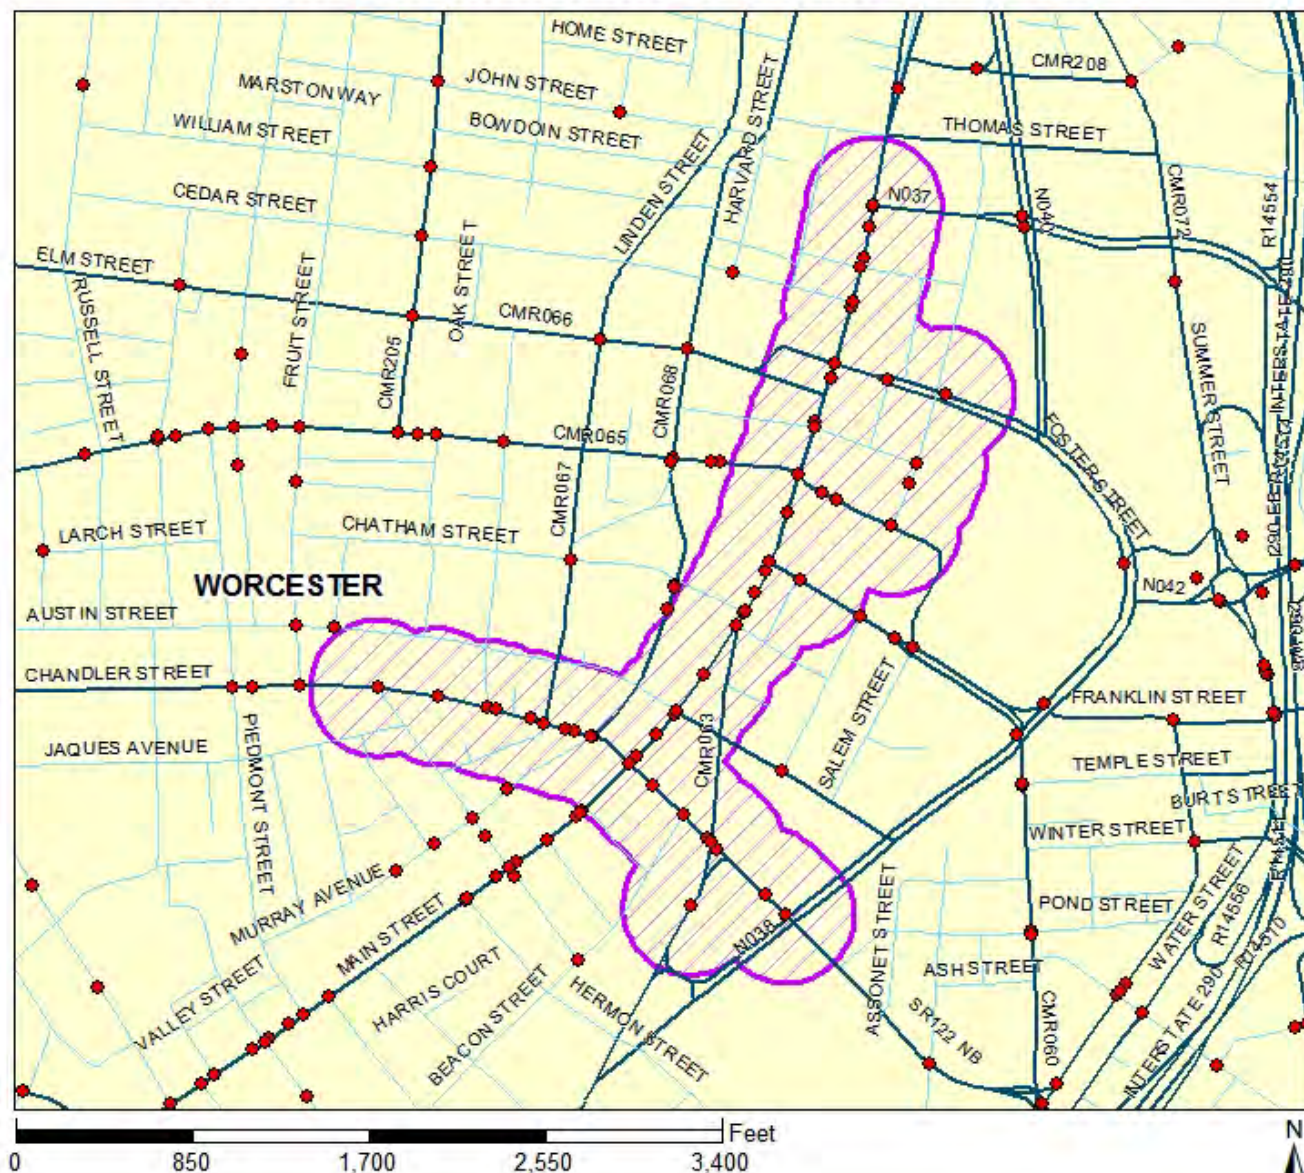 HOME STREET
CMR208
JOHN STREET
MARSTON WAY
WILLIAM STREET
BOWDOIN STREET
THOMAS STREET
LINDEN STREET
HARVARD STREET
CEDAR STREET
N037
N040
CMR072
R14554
ELM STREET
OAK STREET
FRUIT STREET
RUSSELL STREET
CMR066
CMR205
CMR068
SUMMER STREET
CMR065
FOSTER STREET
CMR067
LARCH STREET
CHATHAM STREET
WORCESTER
N042
AUSTIN STREET
CHANDLER STREET
FRANKLIN STREET
SALEM STREET
CMR063
JAQUES AVENUE
PIEDMONT STREET
TEMPLE STREET
BURT STREET
WINTER STREET
MURRAY AVENUE
MAIN STREET
POND STREET
WATER STREET
R14556
R14510
N038
ASSONET STREET
ASH STREET
VALLEY STREET
HARRIS COURT
BEACON STREET
HERMON STREET
SR122 NB
CMR060
INTERSTATE 290
Feet
0 850 1,700 2,550 3,400
N